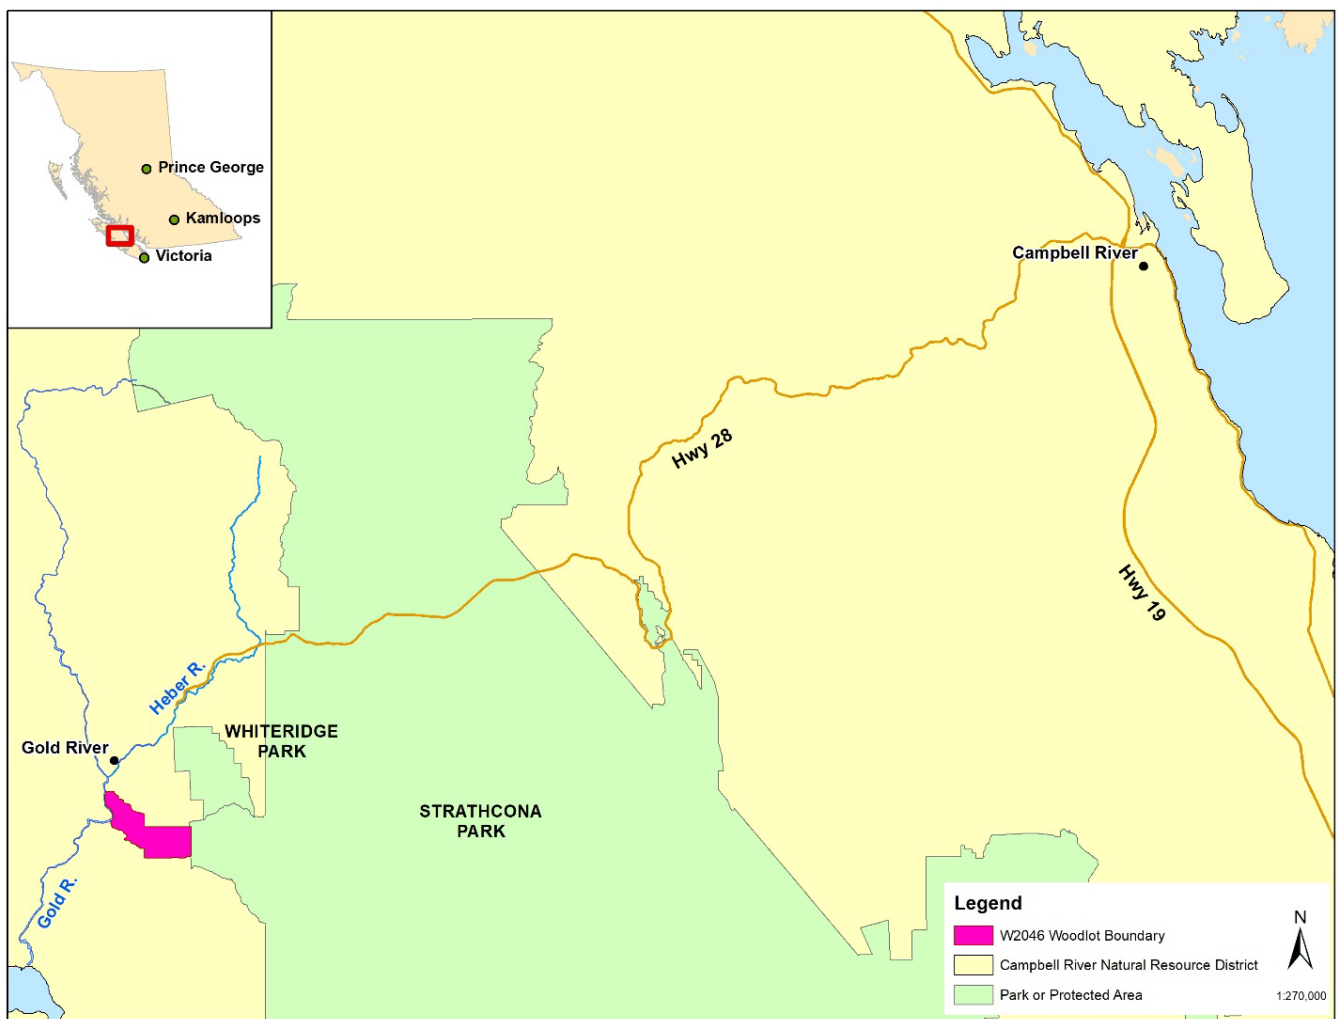 Prince George
Kamloops
Victoria
Campbell River
Hwy 28
Hwy 19
Heber R.
WHITERIDGE
PARK
Gold River
STRATHCONA
PARK
Gold R.
Legend
W2046 Woodlot Boundary
Campbell River Natural Resource District
Park or Protected Area
N
1:270,000